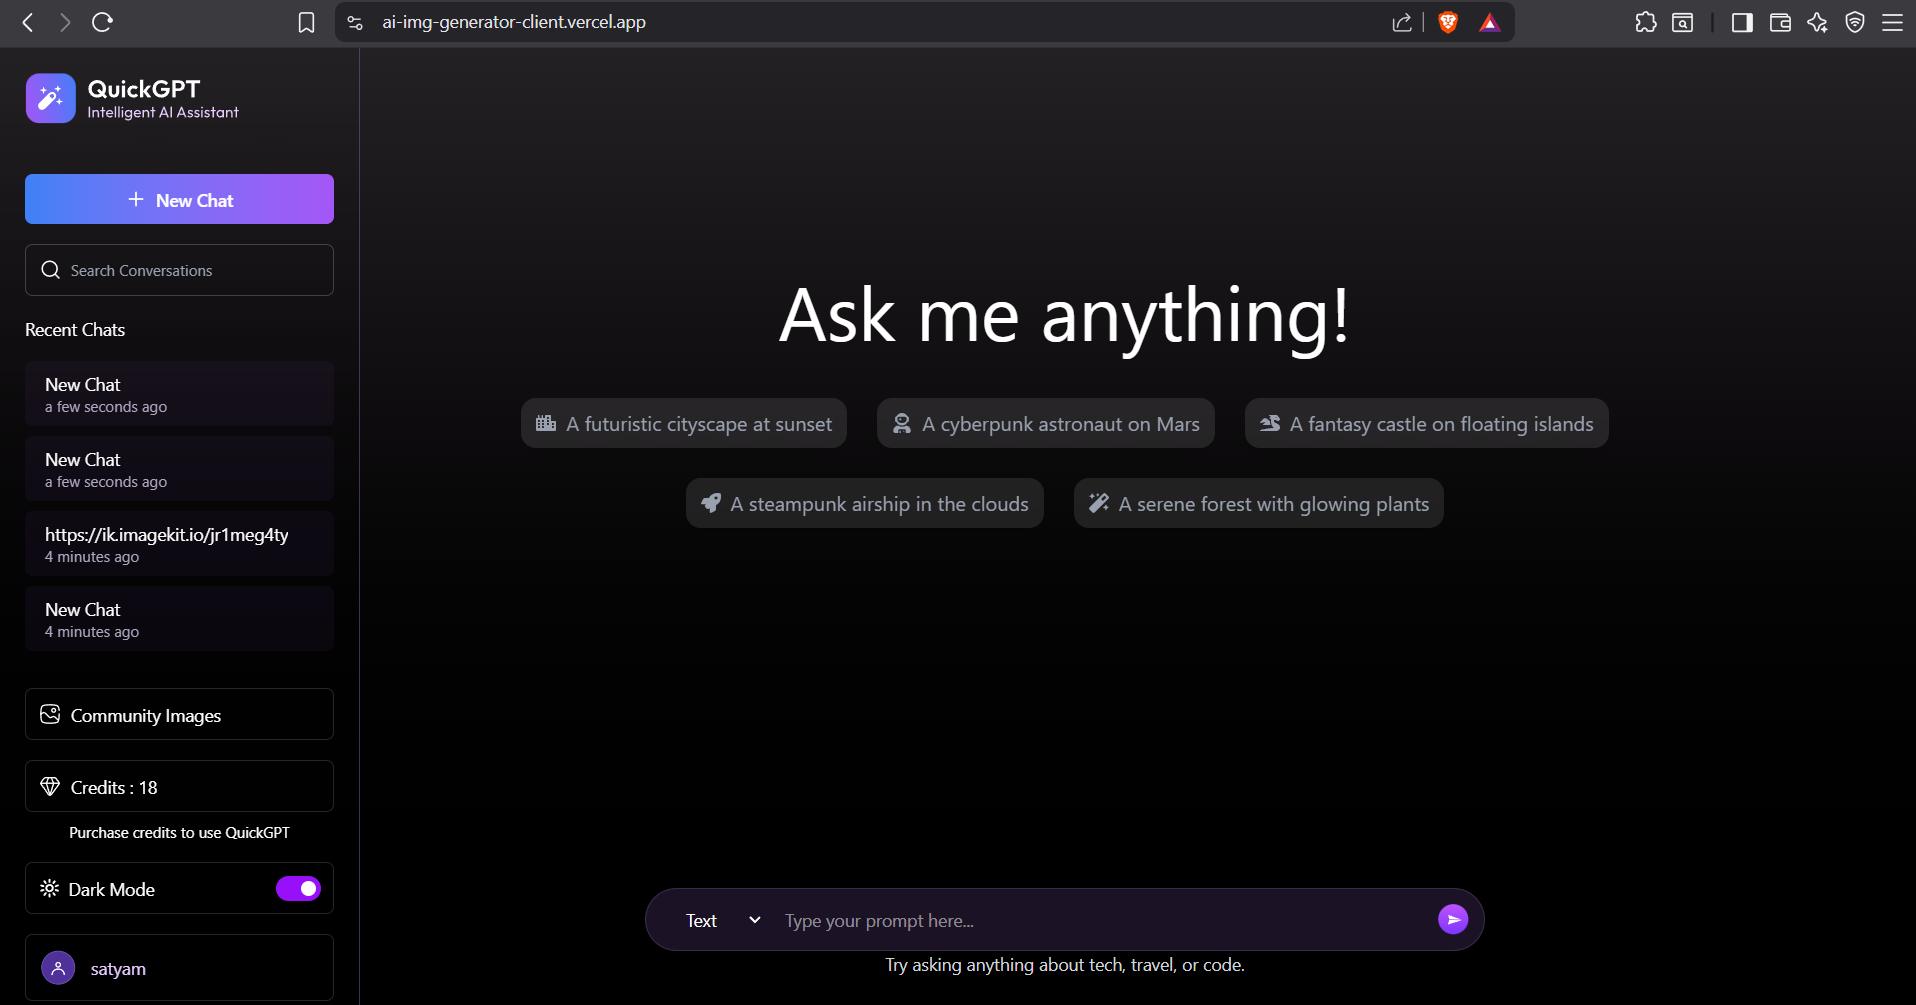 ai-img-generator-client.vercel.app
QuickGPT
Intelligent AI Assistant
New Chat
Search Conversations
Recent Chats
New Chat
a few seconds ago
New Chat
a few seconds ago
https://ik.imagekit.io/jr1meg4ty
4 minutes ago
New Chat
4 minutes ago
Community Images
Credits : 18
Purchase credits to use QuickGPT
Dark Mode
satyam
Ask me anything!
A futuristic cityscape at sunset
A cyberpunk astronaut on Mars
A fantasy castle on floating islands
A steampunk airship in the clouds
A serene forest with glowing plants
Text
Type your prompt here...
Try asking anything about tech, travel, or code.